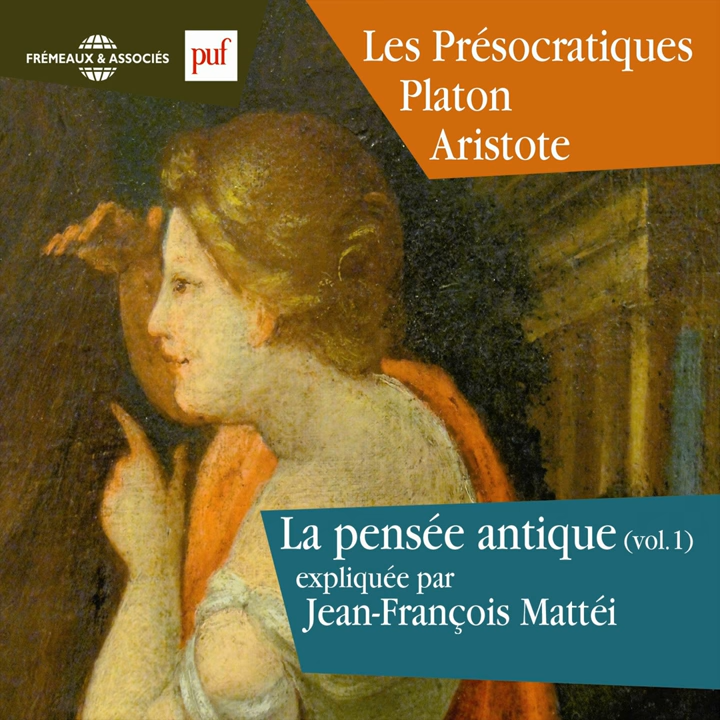 FRÉMEAUX & ASSOCIÉS
puf
Les Présocratiques
Platon
Aristote
La pensée antique (vol. 1)
expliquée par
Jean-François Mattéi